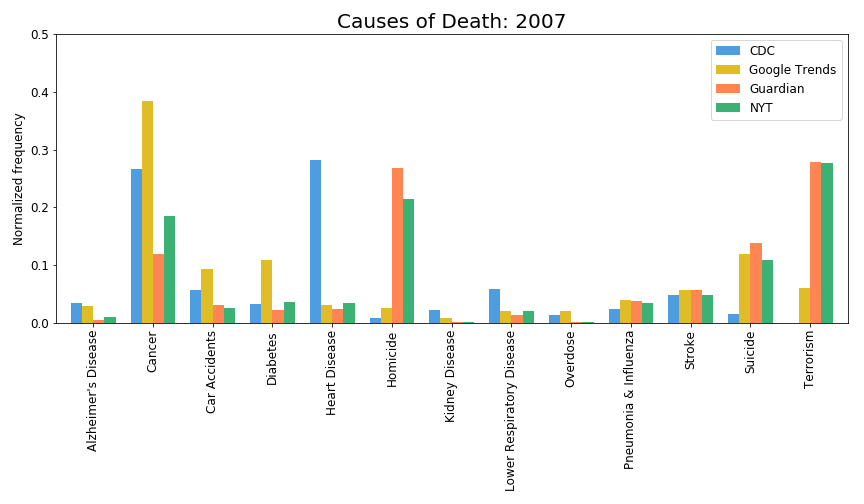 Causes of Death: 2007
Normalized frequency
0.5
0.4
0.3
0.2
0.1
0.0
CDC
Google Trends
Guardian
NYT
Alzheimer's Disease
Cancer
Car Accidents
Diabetes
Heart Disease
Homicide
Kidney Disease
Lower Respiratory Disease
Overdose
Pneumonia & Influenza
Stroke
Suicide
Terrorism